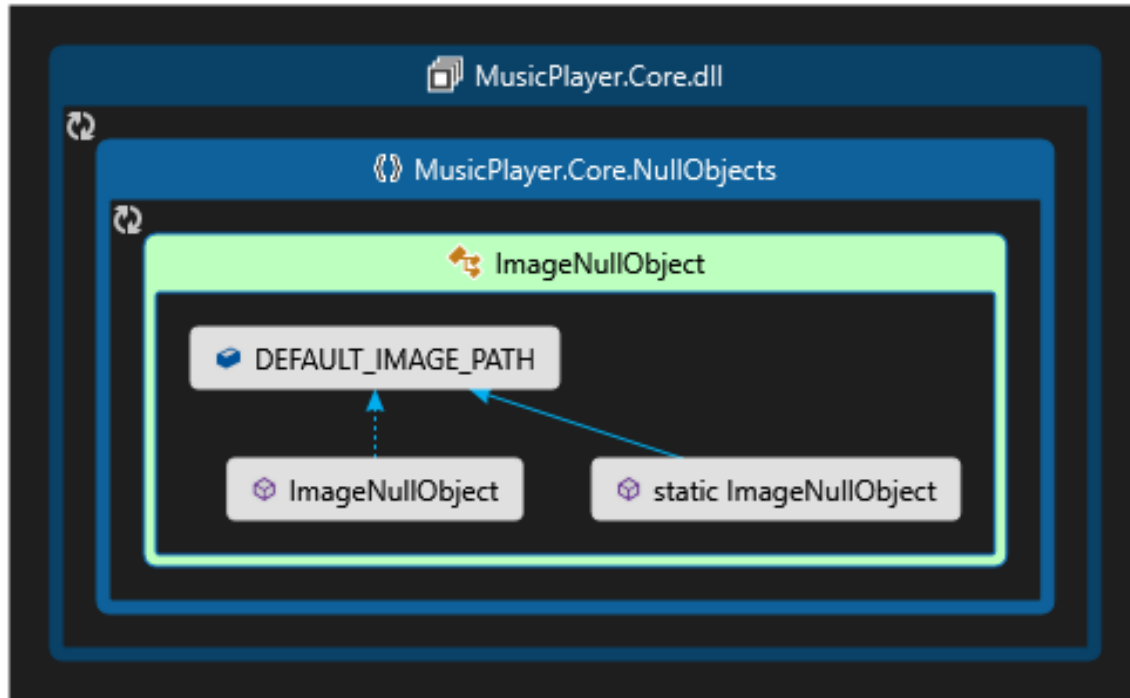 MusicPlayer.Core.dll
MusicPlayer.Core.NullObjects
ImageNullObject
DEFAULT_IMAGE_PATH
ImageNullObject
static ImageNullObject